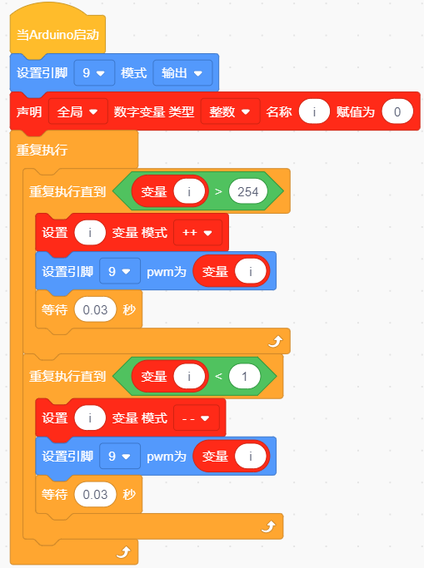 当Arduino启动
设置引脚 9 模式 输出
声明 全局 数字变量 类型 整数 名称 i 赋值为 0
重复执行
重复执行直到 变量 i > 254
设置 i 变量 模式 ++
设置引脚 9 pwm为 变量 i
等待 0.03 秒
重复执行直到 变量 i < 1
设置 i 变量 模式 --
设置引脚 9 pwm为 变量 i
等待 0.03 秒